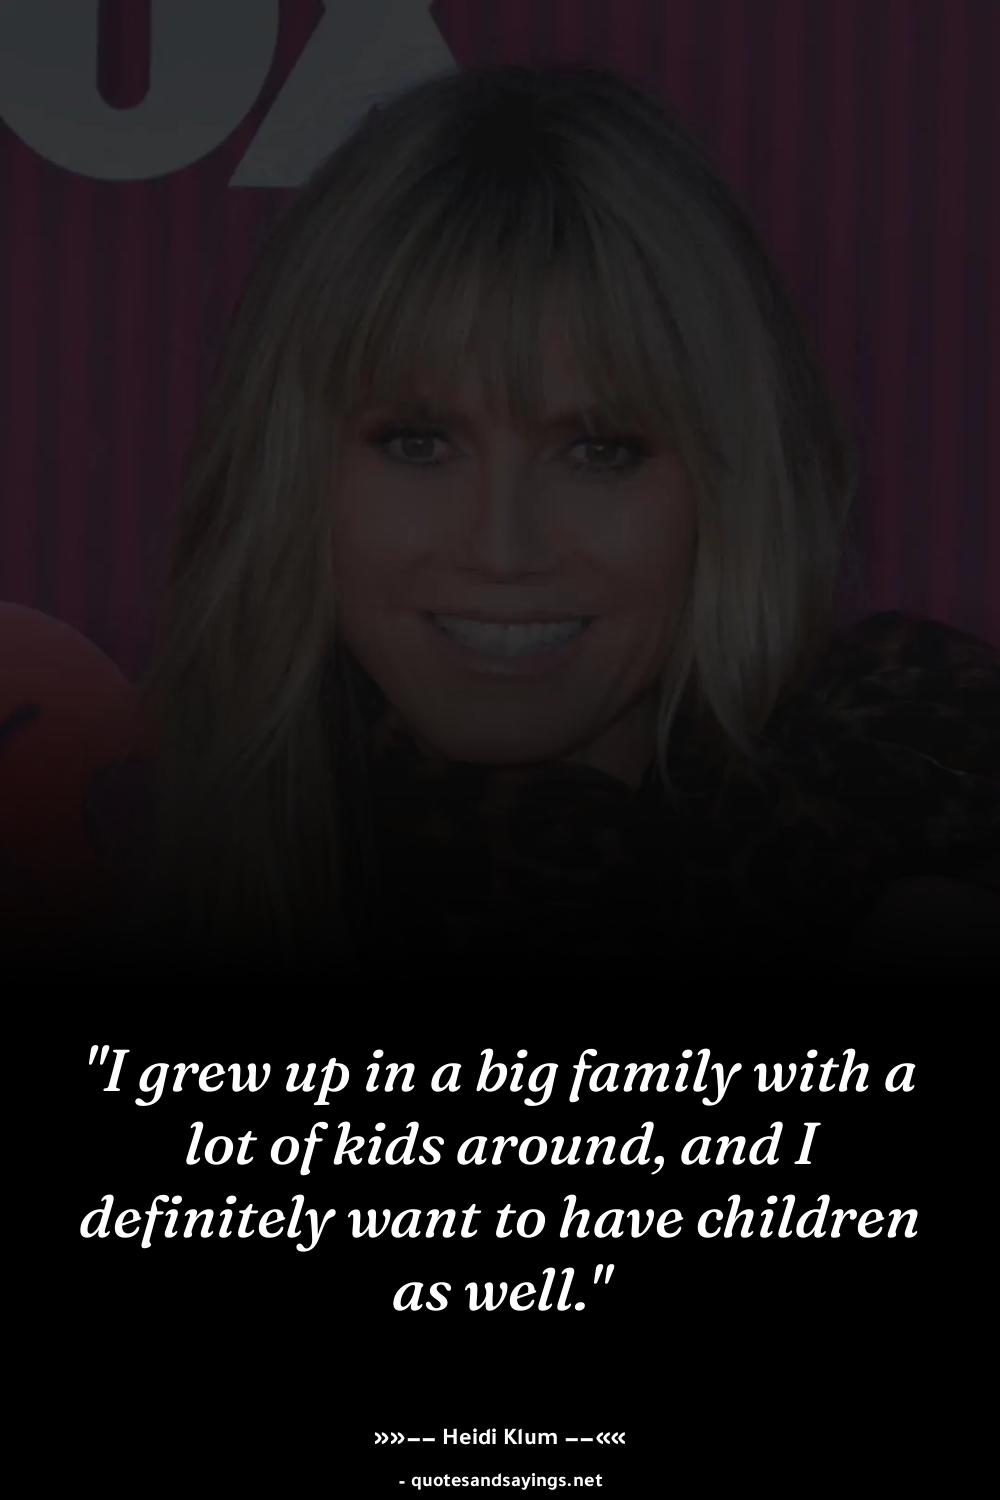 "I grew up in a big family with a
lot of kids around, and I
definitely want to have children
as well."
»»−− Heidi Klum −−««
- quotesandsayings.net